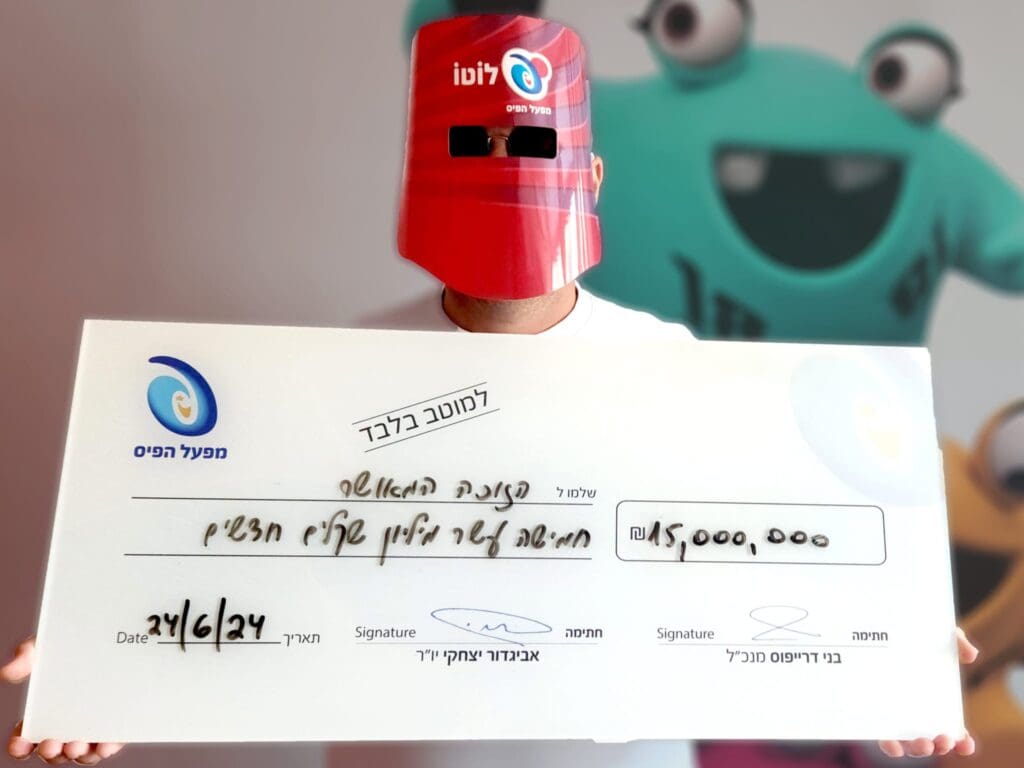 לוטו
מפעל הפיס
מפעל הפיס
למוטב בלבד
שלמו ל הזוכה המאושר
חמישה עשר מיליון שקלים חדשים
₪ 15,000,000
Date 24/6/24 תאריך
Signature חתימה
אביגדור יצחקי יו"ר
Signature חתימה
בני דרייפוס מנכ"ל